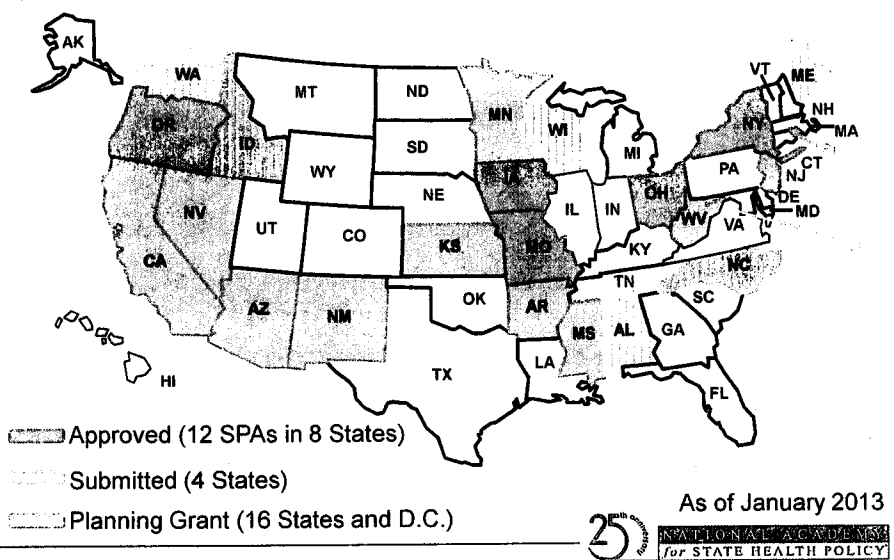 AK
WA
MT
ND
MN
VT
ME
OR
ID
SD
WI
MI
NY
NH
MA
WY
IA
PA
CT
NJ
NV
NE
IL
IN
OH
DE
MD
UT
CO
KS
MO
WV
VA
KY
CA
AZ
NM
OK
AR
TN
NC
SC
MS
AL
GA
HI
TX
LA
FL
Approved (12 SPAs in 8 States)
Submitted (4 States)
Planning Grant (16 States and D.C.)
As of January 2013
25th anniversary
NATIONAL ACADEMY
for STATE HEALTH POLICY